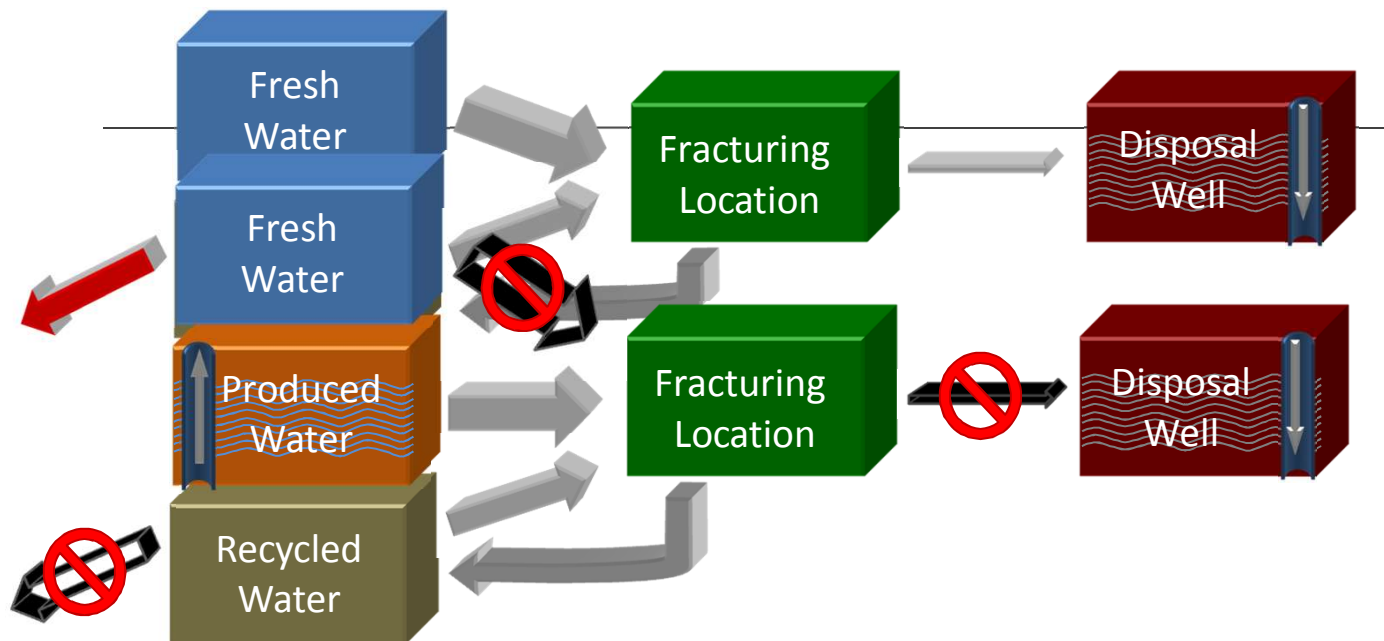 Fresh
Water
Fracturing
Location
Disposal
Well
Fresh
Water
Produced
Water
Fracturing
Location
Disposal
Well
Recycled
Water